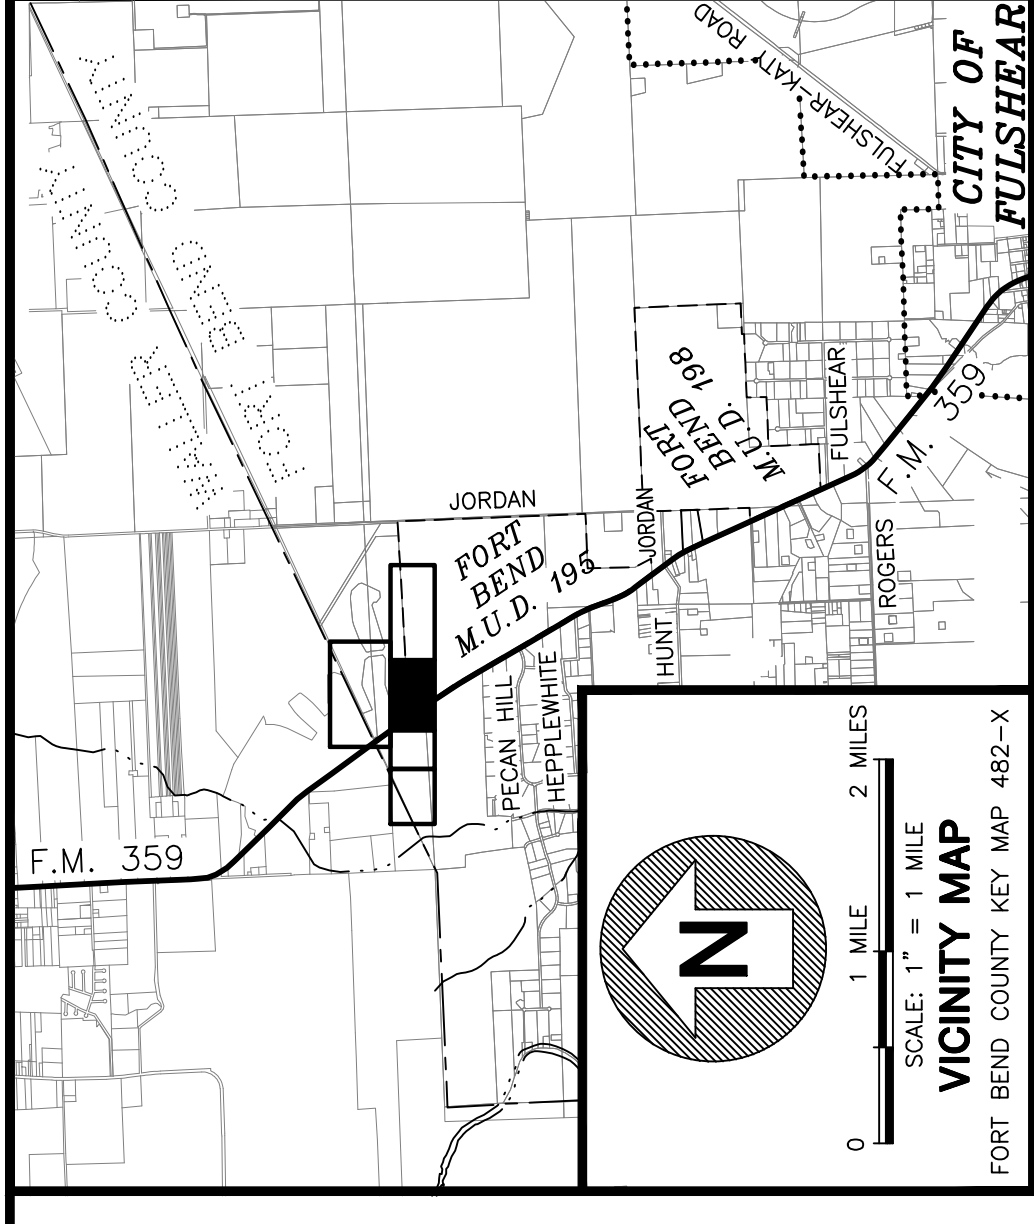 WALLER COUNTY
FORT BEND COUNTY
FULSHEAR-KATY ROAD
CITY OF
FULSHEAR
FORT
BEND
M.U.D. 198
FULSHEAR
F.M. 359
JORDAN
JORDAN
FORT
BEND
M.U.D. 195
ROGERS
HUNT
PECAN HILL
HEPPLEWHITE
F.M. 359
N
0 1 MILE 2 MILES
SCALE: 1" = 1 MILE
VICINITY MAP
FORT BEND COUNTY KEY MAP 482-X